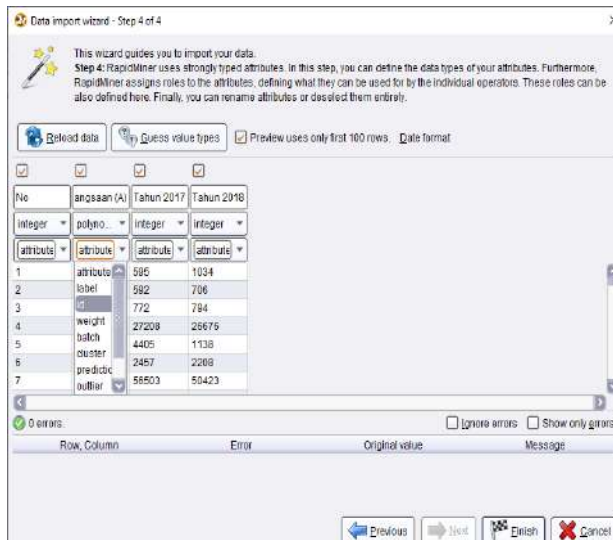 Data import wizard - Step 4 of 4
This wizard guides you to import your data.
Step 4: RapidMiner uses strongly typed attributes. In this step, you can define the data types of your attributes. Furthermore,
RapidMiner assigns roles to the attributes, defining what they can be used for by the individual operators. These roles can be
also defined here. Finally, you can rename attributes or deselect them entirely.
Reload data Guess value types Preview uses only first 100 rows. Date format
No angsaan (A) Tahun 2017 Tahun 2018
integer polyno... integer integer
attribute attribute attribute attribute
1 attribute 595 1034
2 label 592 706
3 id 772 794
4 weight 27208 26676
5 batch 4405 1138
cluster
6 predictic 2457 2208
7 outlier 56503 50423
0 errors. Ignore errors Show only errors
Row, Column Error Original value Message
Previous Next Finish Cancel